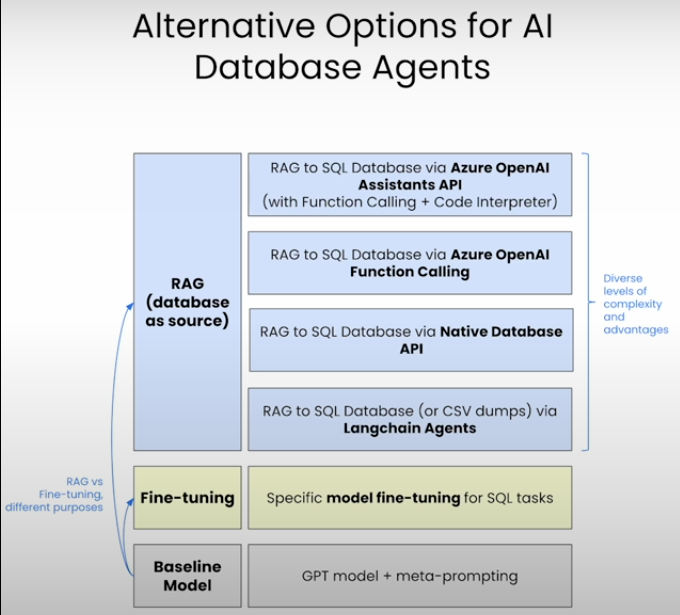 Alternative Options for AI
Database Agents
RAG
(database
as source)
RAG to SQL Database via Azure OpenAI
Assistants API
(with Function Calling + Code Interpreter)
RAG to SQL Database via Azure OpenAI
Function Calling
RAG to SQL Database via Native Database
API
RAG to SQL Database (or CSV dumps) via
Langchain Agents
Diverse
levels of
complexity
and
advantages
RAG vs
Fine-tuning,
different purposes
Fine-tuning
Specific model fine-tuning for SQL tasks
Baseline
Model
GPT model + meta-prompting